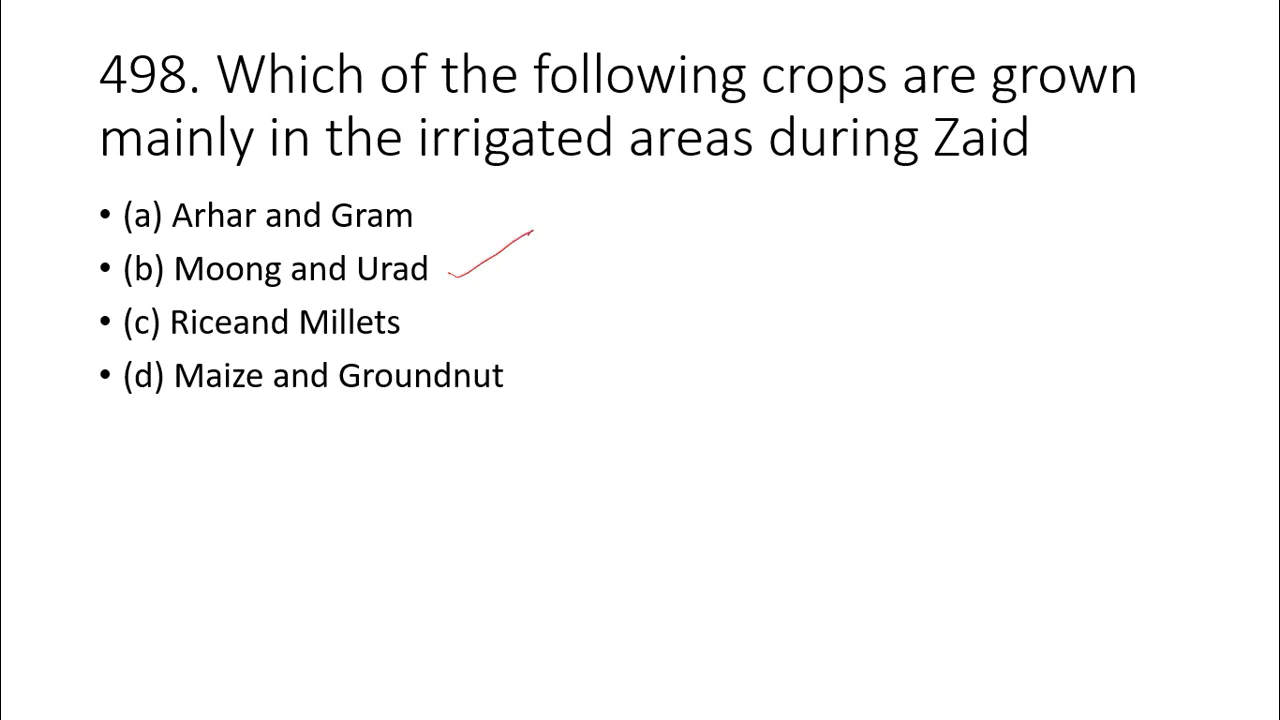 498. Which of the following crops are grown
mainly in the irrigated areas during Zaid
• (a) Arhar and Gram
• (b) Moong and Urad
• (c) Riceand Millets
• (d) Maize and Groundnut